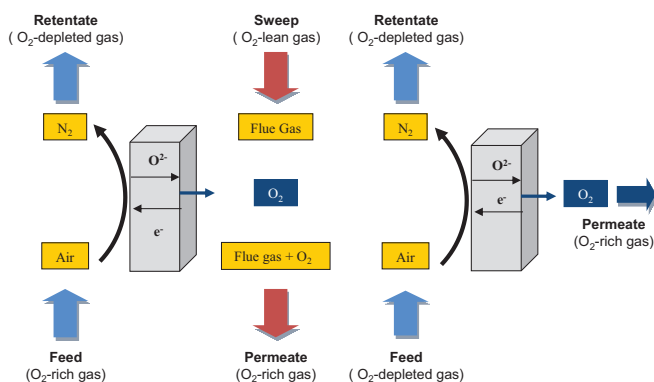 Retentate
( O₂-depleted gas)
Sweep
(O₂-lean gas)
Retentate
( O₂-depleted gas)
N₂
Flue Gas
N₂
O²⁻
O₂
e⁻
O²⁻
O₂
e⁻
Permeate
(O₂-rich gas)
Air
Flue gas + O₂
Air
Feed
(O₂-rich gas)
Permeate
(O₂-rich gas)
Feed
( O₂-depleted gas)